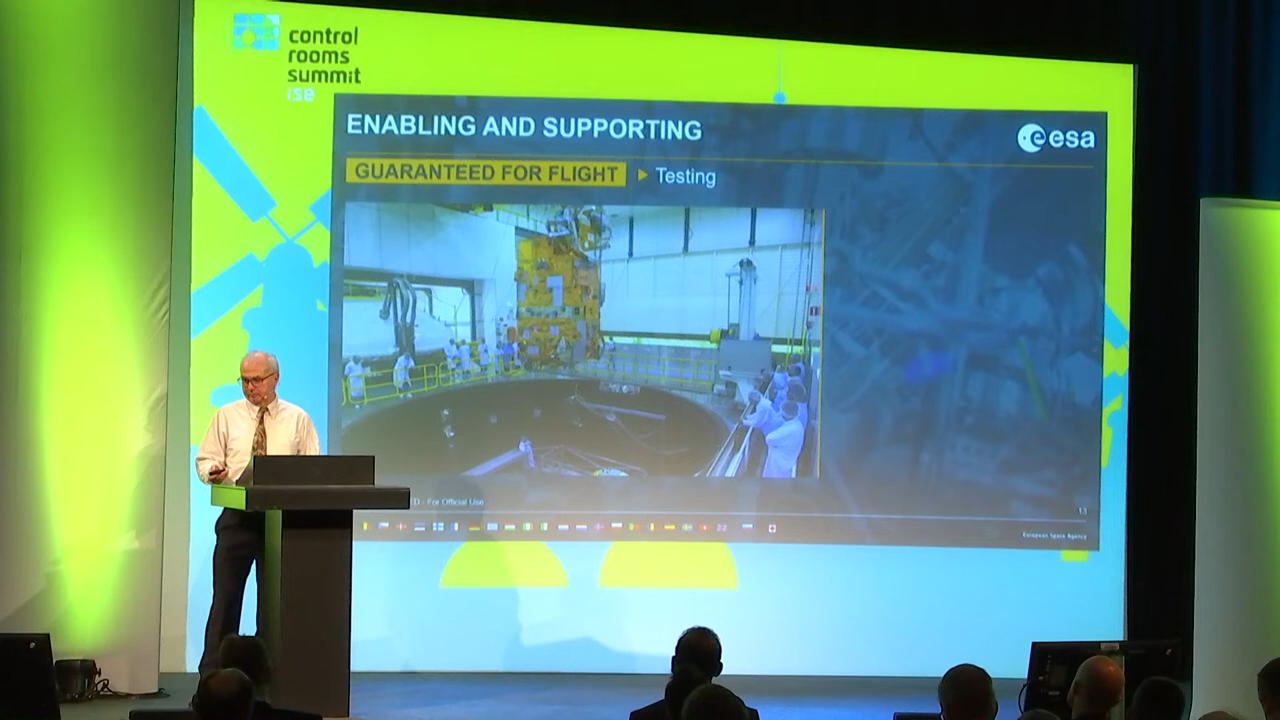 control
rooms
summit
ise
ENABLING AND SUPPORTING
esa
GUARANTEED FOR FLIGHT
Testing
D - For Official Use
13
European Space Agency